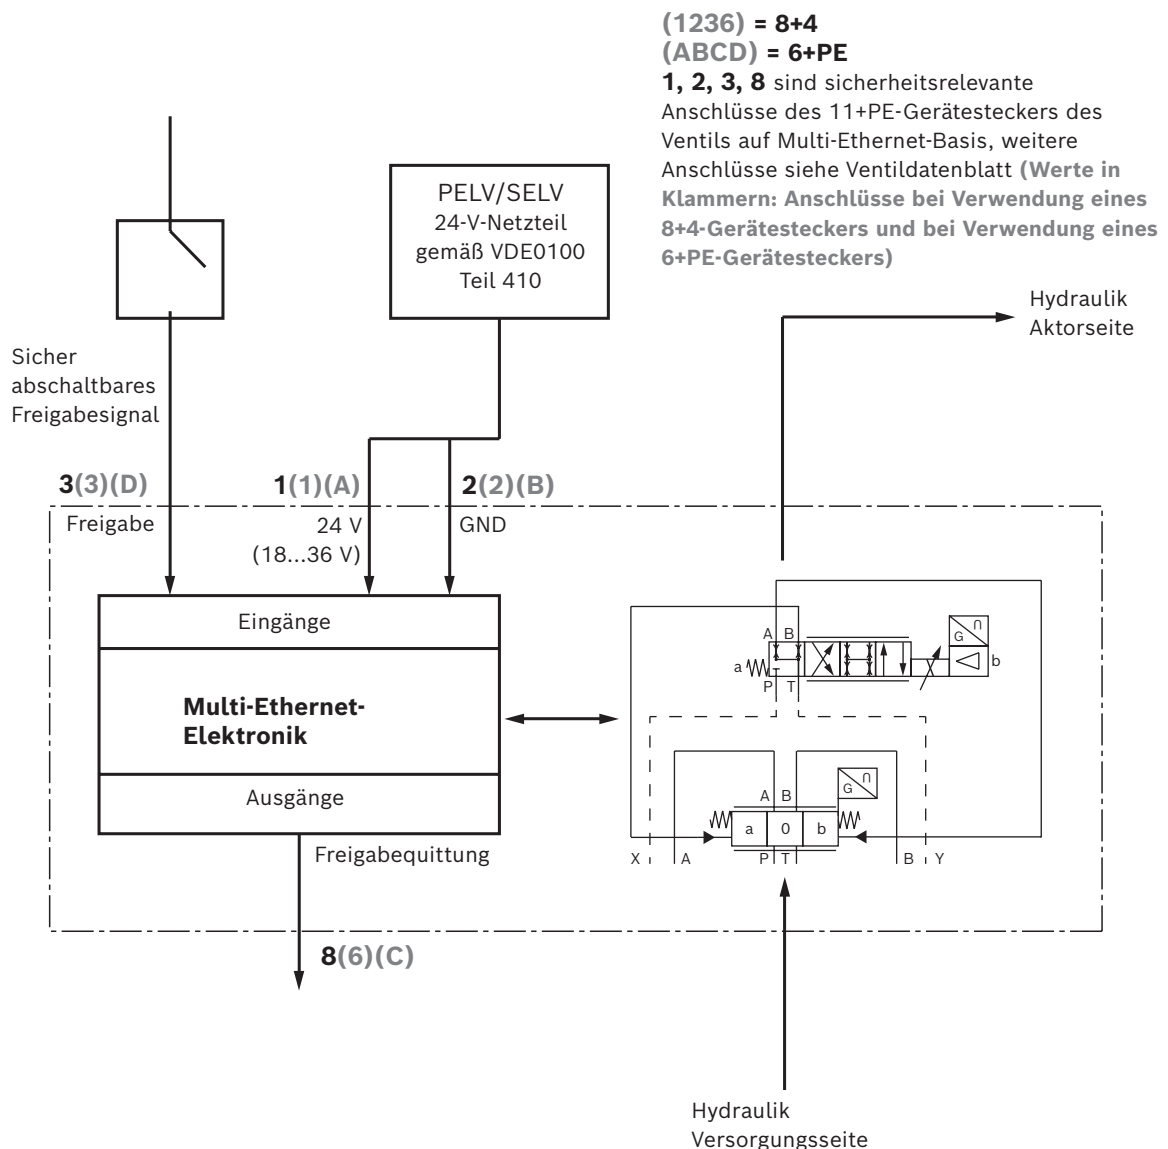 (1236) = 8+4
(ABCD) = 6+PE
1, 2, 3, 8 sind sicherheitsrelevante
Anschlüsse des 11+PE-Gerätesteckers des
Ventils auf Multi-Ethernet-Basis, weitere
Anschlüsse siehe Ventildatenblatt (Werte in
Klammern: Anschlüsse bei Verwendung eines
8+4-Gerätesteckers und bei Verwendung eines
6+PE-Gerätesteckers)
PELV/SELV
24-V-Netzteil
gemäß VDE0100
Teil 410
Hydraulik
Aktorseite
Sicher
abschaltbares
Freigabesignal
3(3)(D)
1(1)(A)
2(2)(B)
Freigabe
24 V
(18...36 V)
GND
Eingänge
Multi-Ethernet-
Elektronik
Ausgänge
Freigabequittung
8(6)(C)
A B
U
G
a
b
P T
A B
U
G
a 0 b
X A P T B Y
Hydraulik
Versorgungsseite